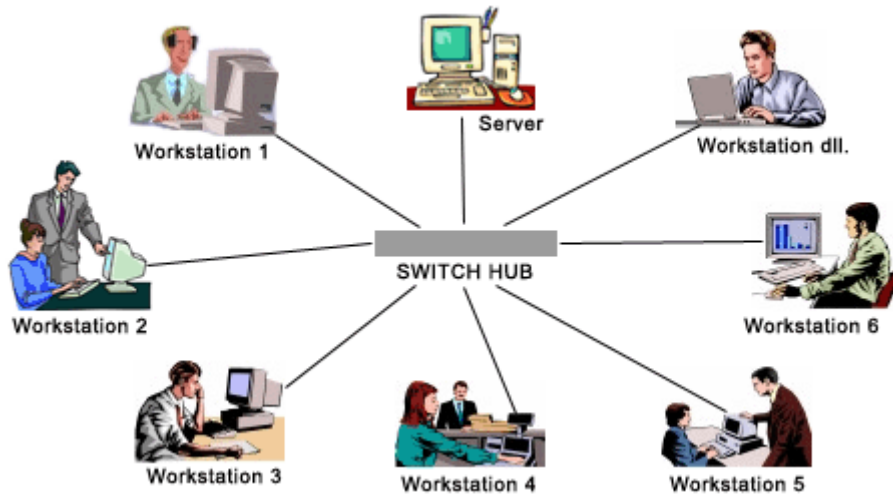 Server
Workstation 1
Workstation dll.
SWITCH HUB
Workstation 2
Workstation 6
Workstation 3
Workstation 4
Workstation 5